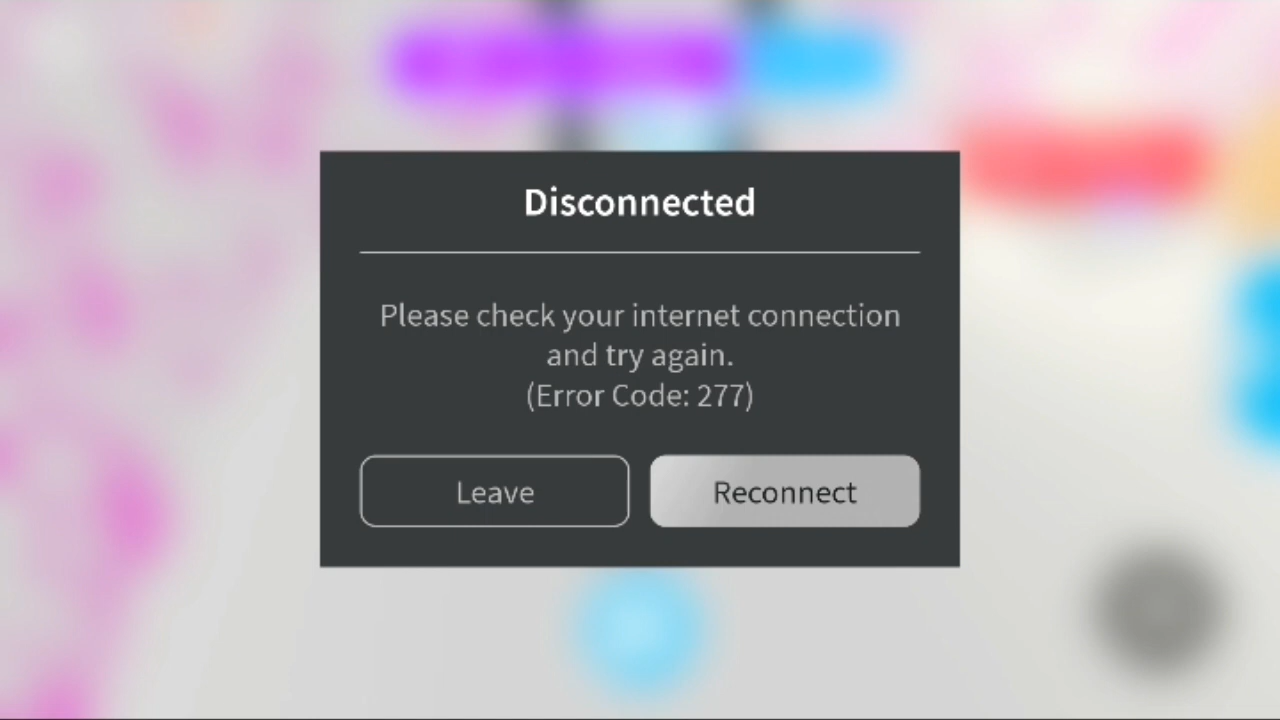 Disconnected
Please check your internet connection
and try again.
(Error Code: 277)
Leave
Reconnect